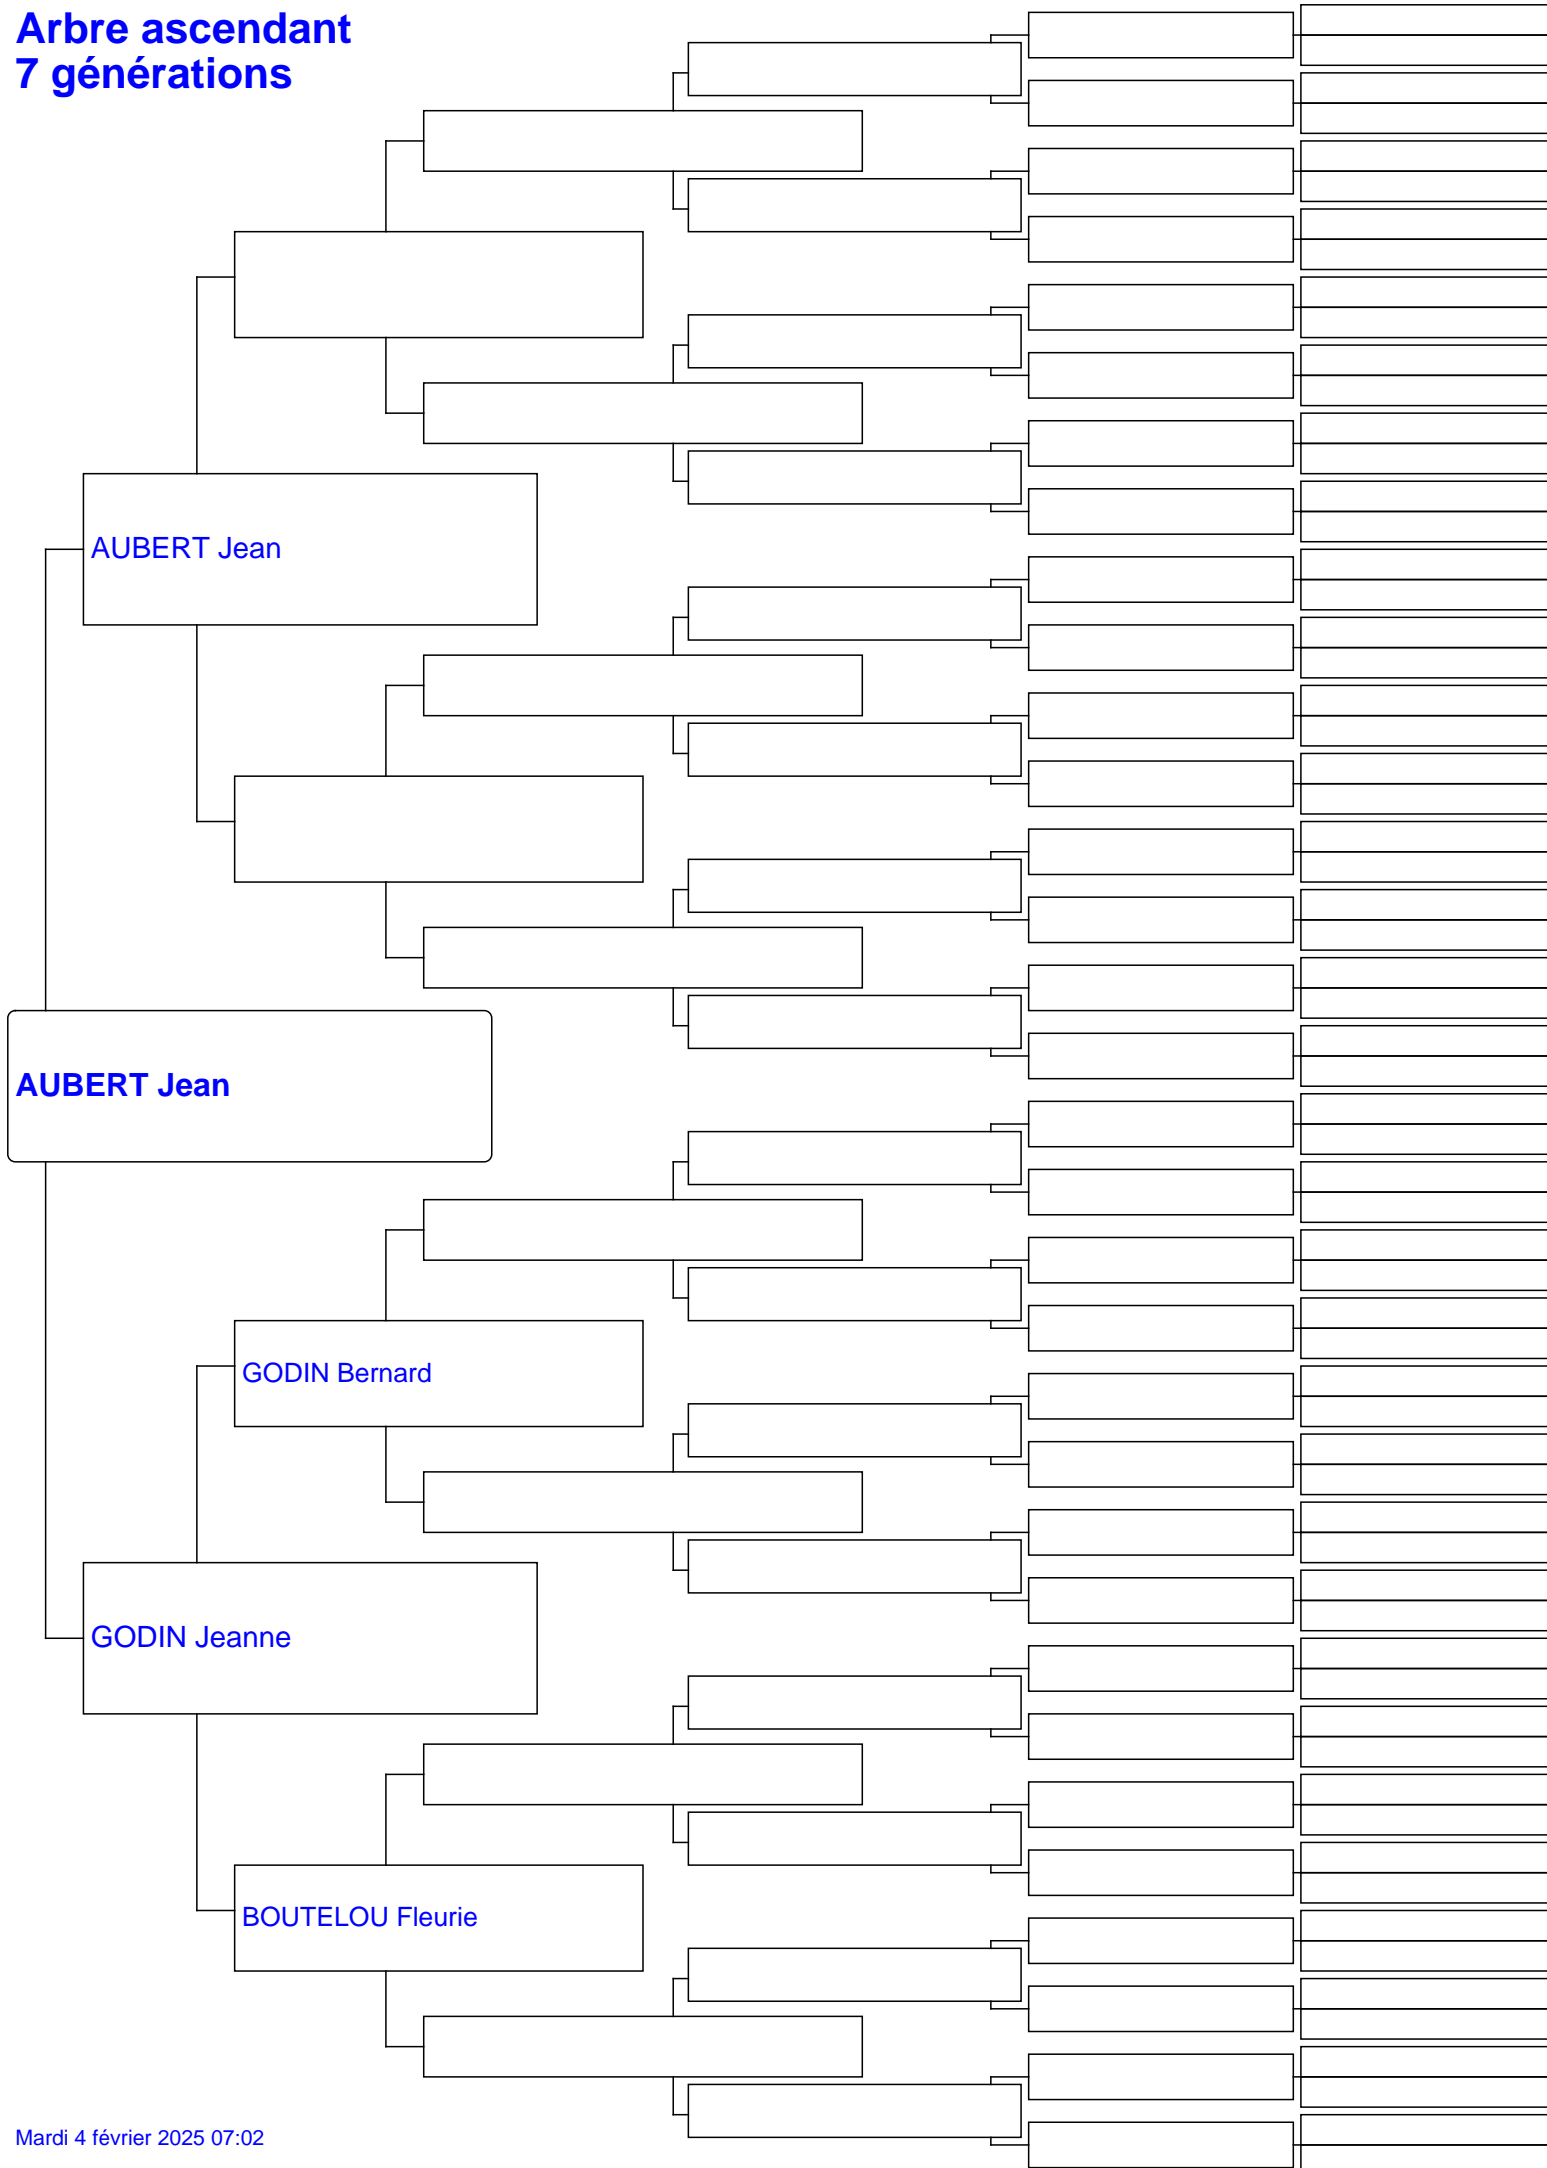 Arbre ascendant
7 générations
AUBERT Jean
AUBERT Jean
GODIN Bernard
GODIN Jeanne
BOUTELOU Fleurie
Mardi 4 février 2025 07:02